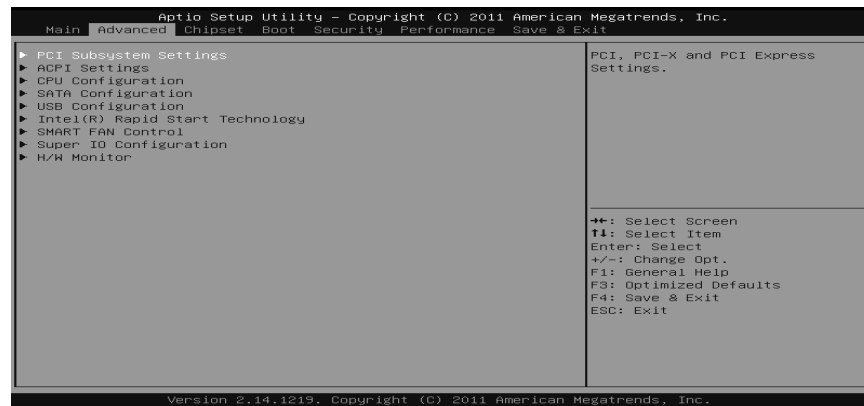 Aptio Setup Utility – Copyright (C) 2011 American Megatrends, Inc.
Main Advanced Chipset Boot Security Performance Save & Exit
► PCI Subsystem Settings
► ACPI Settings
► CPU Configuration
► SATA Configuration
► USB Configuration
► Intel(R) Rapid Start Technology
► SMART FAN Control
► Super IO Configuration
► H/W Monitor
PCI, PCI-X and PCI Express
Settings.
→←: Select Screen
↑↓: Select Item
Enter: Select
+/-: Change Opt.
F1: General Help
F3: Optimized Defaults
F4: Save & Exit
ESC: Exit
Version 2.14.1219. Copyright (C) 2011 American Megatrends, Inc.